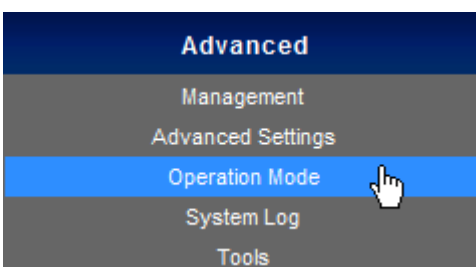 Advanced
Management
Advanced Settings
Operation Mode
System Log
Tools